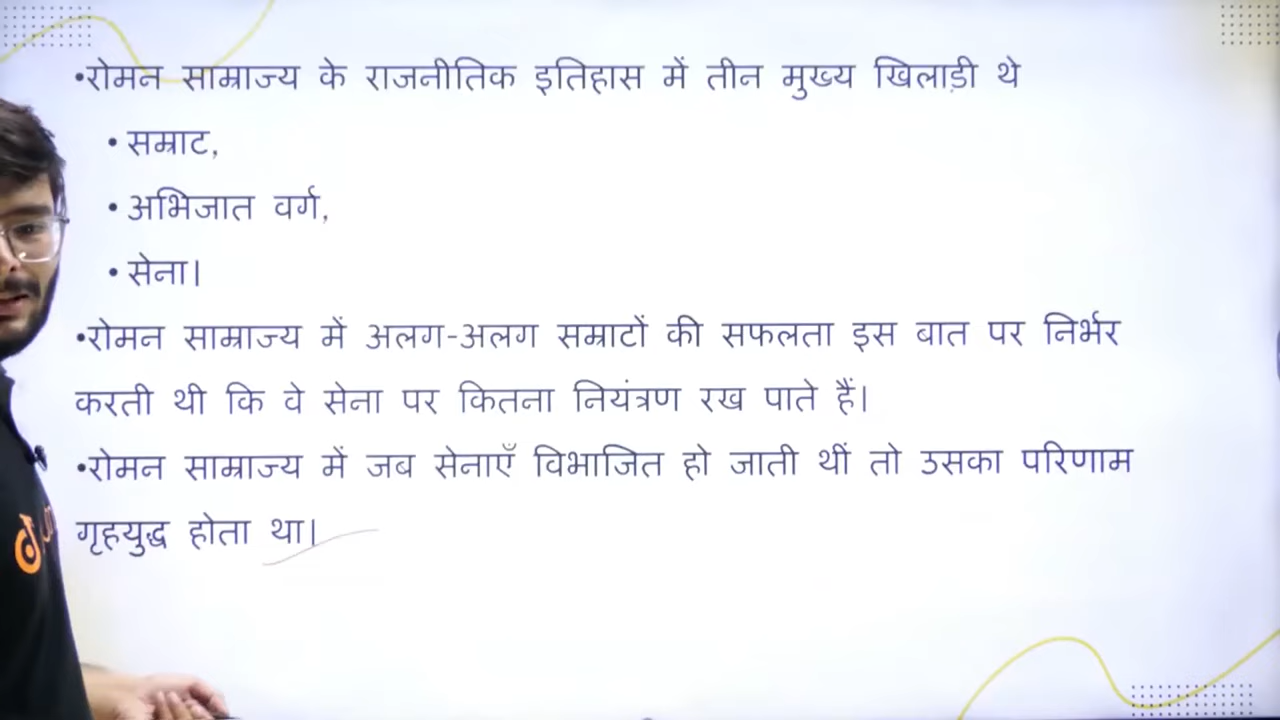 •रोमन साम्राज्य के राजनीतिक इतिहास में तीन मुख्य खिलाड़ी थे
• सम्राट,
• अभिजात वर्ग,
• सेना।
•रोमन साम्राज्य में अलग-अलग सम्राटों की सफलता इस बात पर निर्भर
करती थी कि वे सेना पर कितना नियंत्रण रख पाते हैं।
•रोमन साम्राज्य में जब सेनाएँ विभाजित हो जाती थीं तो उसका परिणाम
गृहयुद्ध होता था।